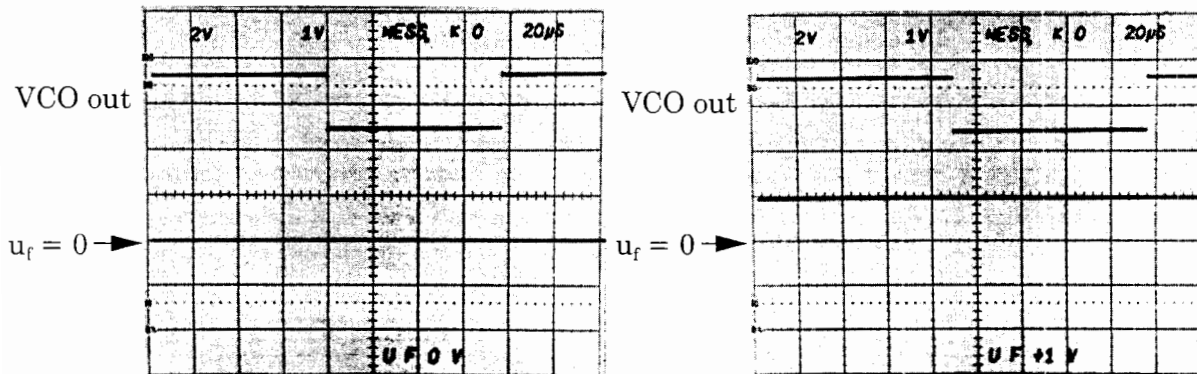 2V 1V MESS K 0 20µS
VCO out
u_f = 0
U F 0 V
2V 1V MESS K 0 20µS
VCO out
u_f = 0
U F +1 V